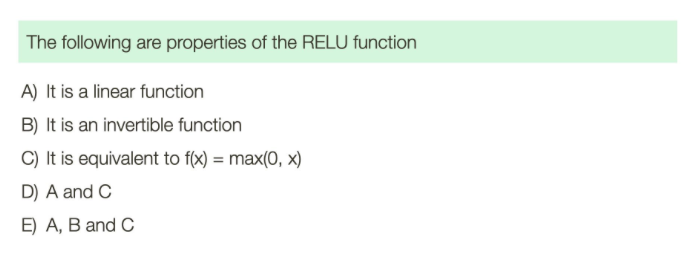 The following are properties of the RELU function
A) It is a linear function
B) It is an invertible function
C) It is equivalent to f(x) = max(0, x)
D) A and C
E) A, B and C